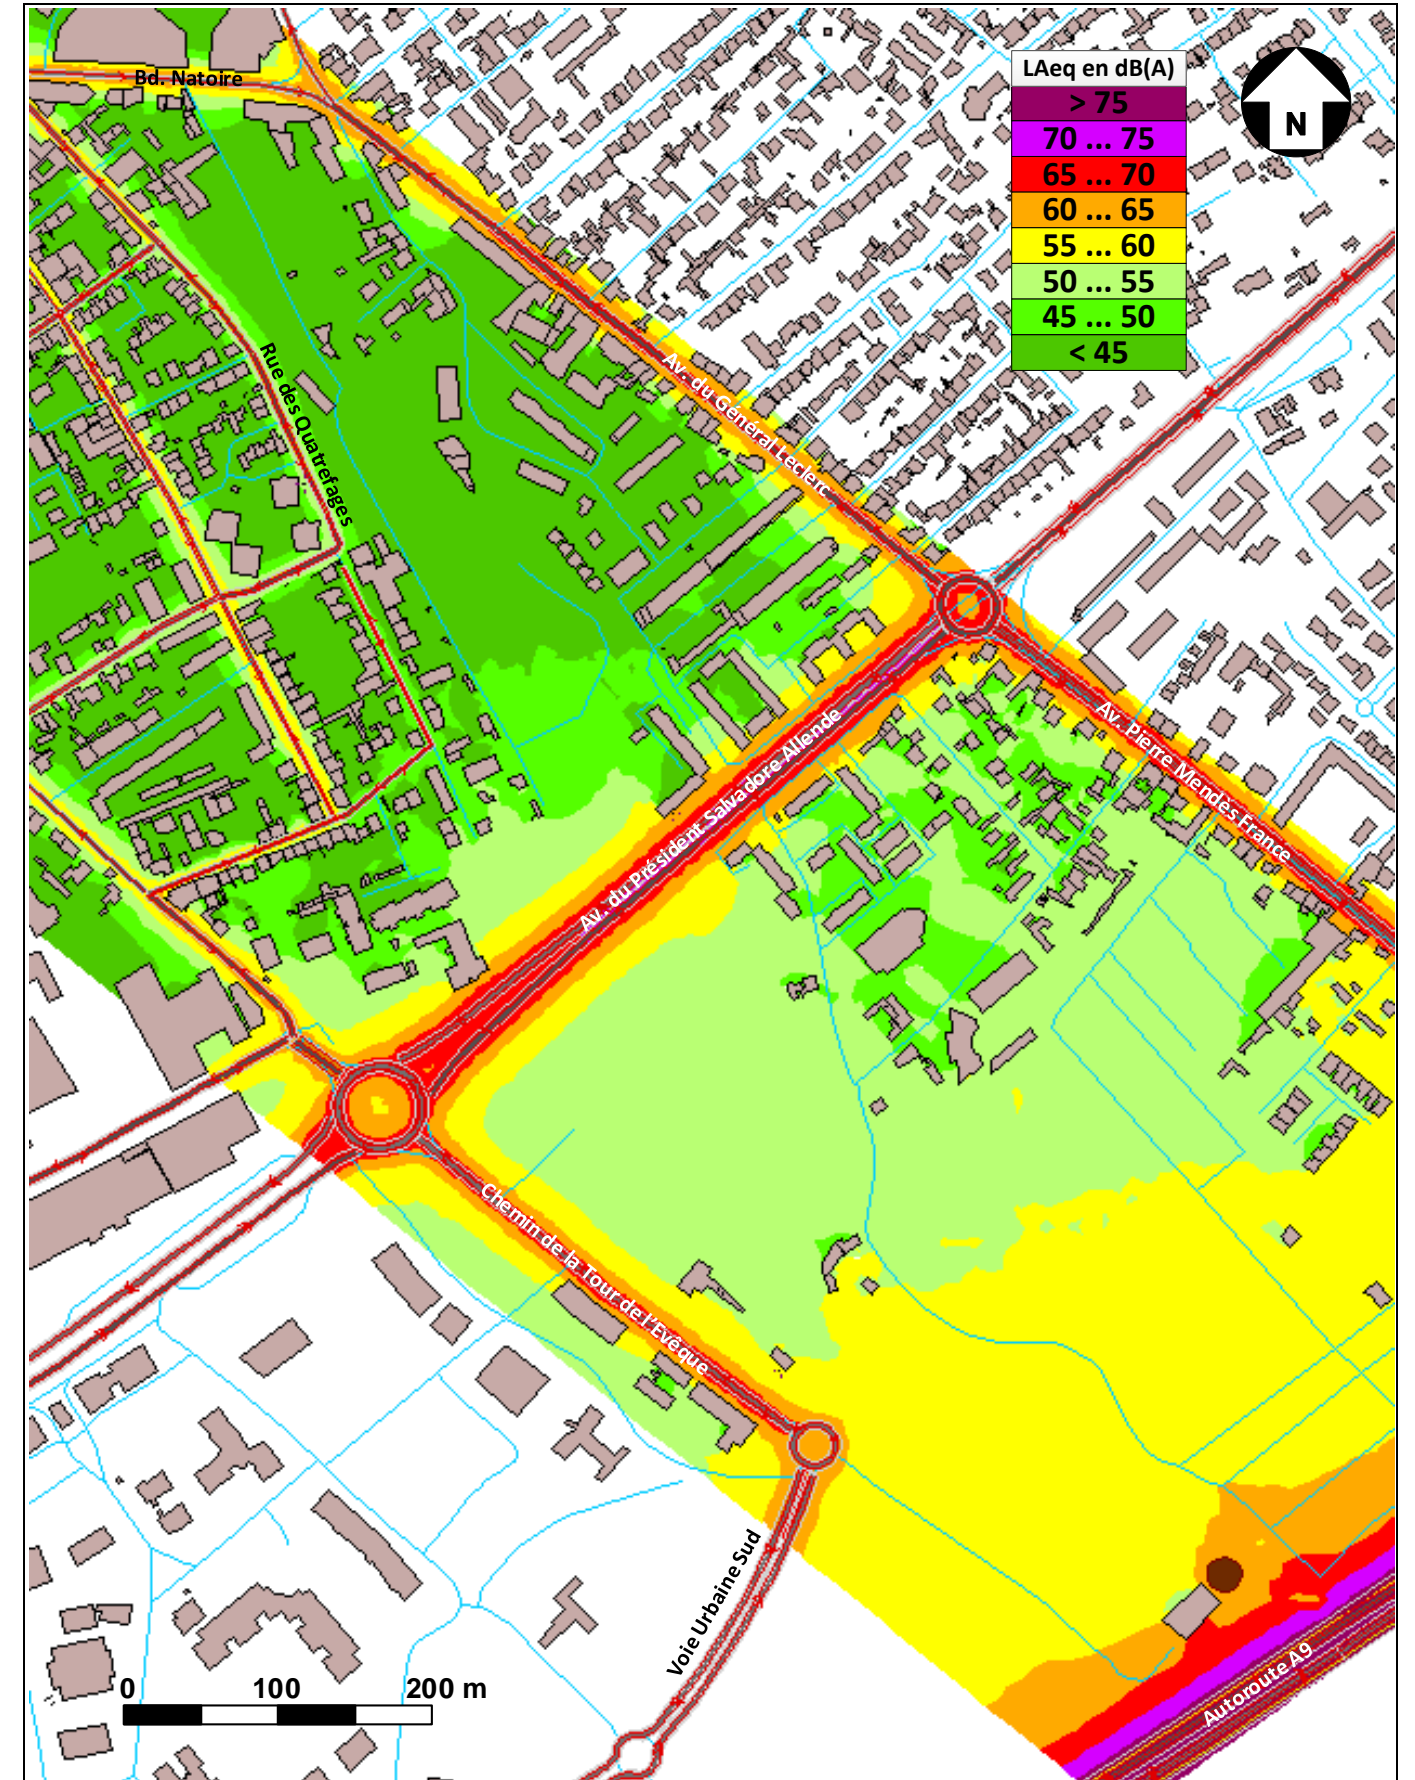 LAeq en dB(A)
> 75
70 ... 75
65 ... 70
60 ... 65
55 ... 60
50 ... 55
45 ... 50
< 45
N
Bd. Natoire
Rue des Quatrefages
Av. du Général Leclerc
Av. du Président Salvadore Allende
Av. Pierre Mendès France
Chemin de la Tour de l'Evêque
Voie Urbaine Sud
Autoroute A9
0 100 200 m